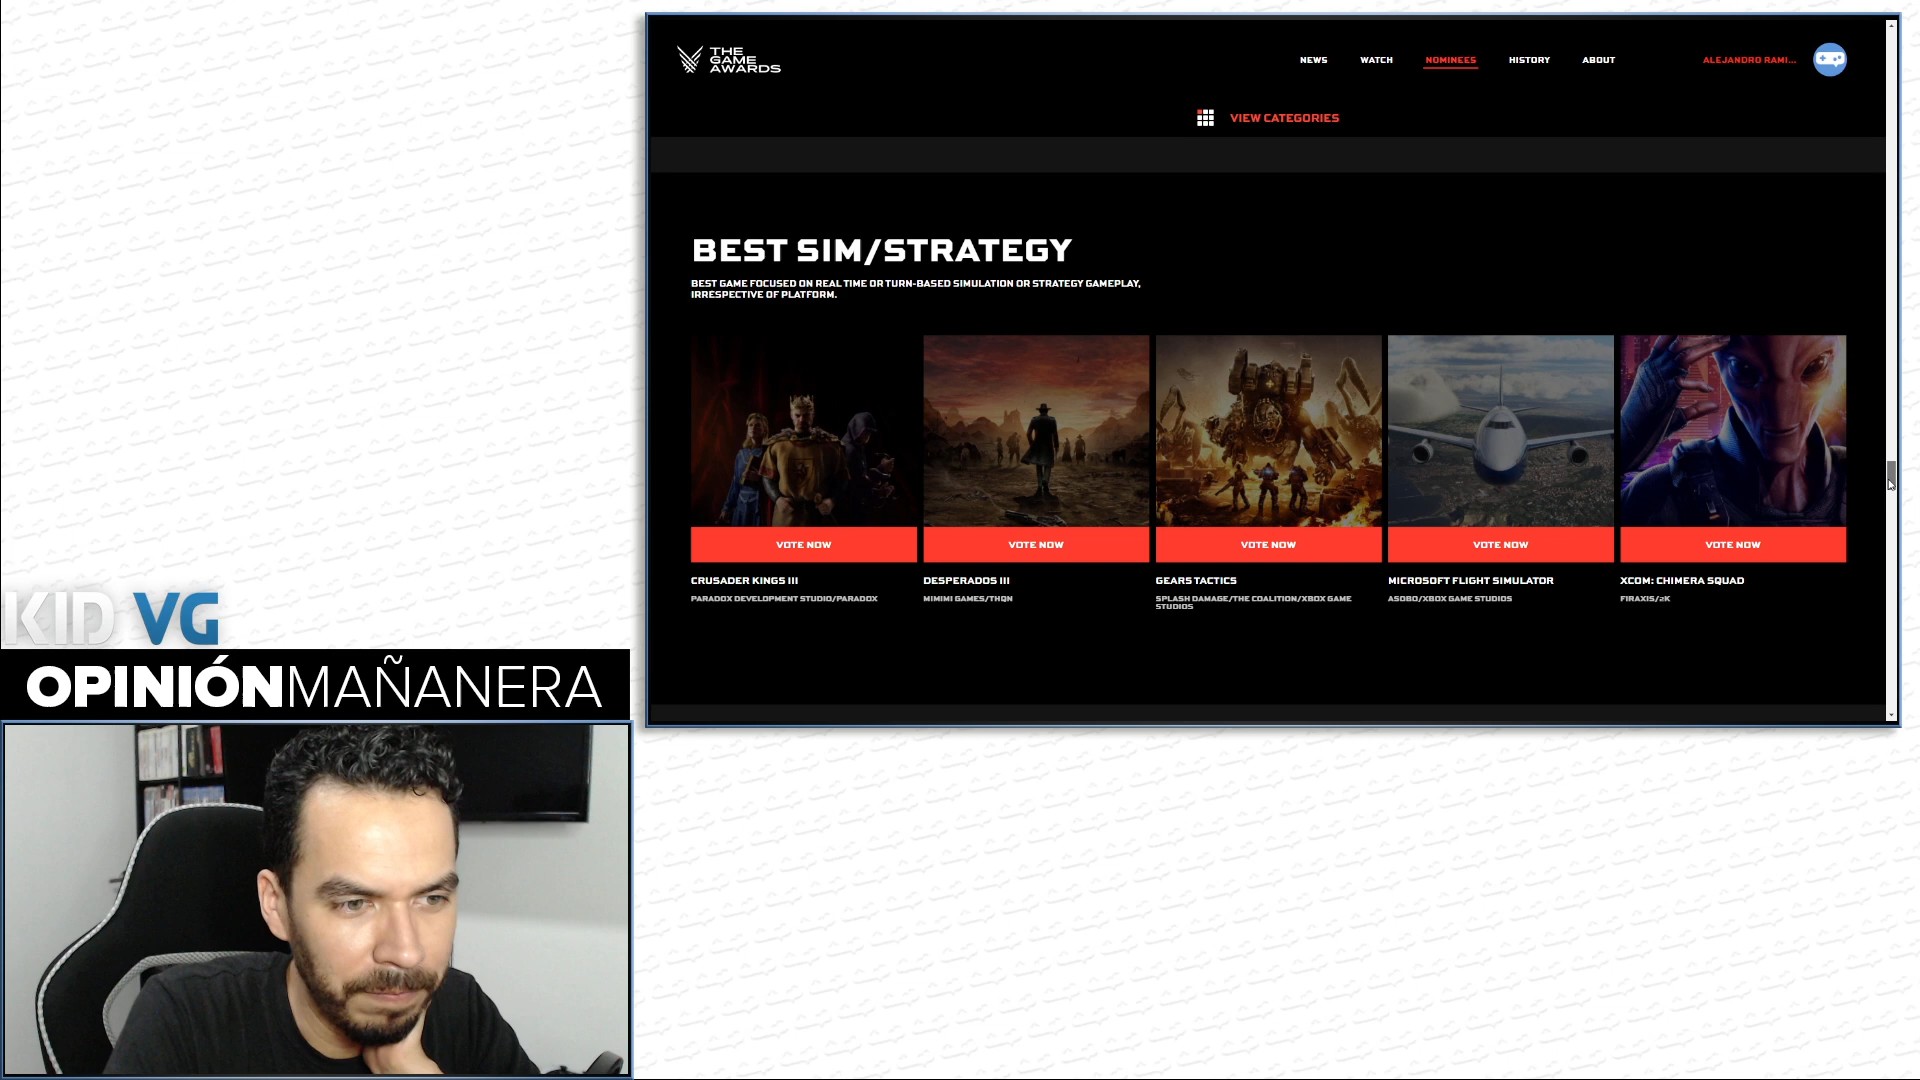 THE
GAME
AWARDS
NEWS
WATCH
NOMINEES
HISTORY
ABOUT
ALEJANDRO RAMI...
VIEW CATEGORIES
BEST SIM/STRATEGY
BEST GAME FOCUSED ON REAL TIME OR TURN-BASED SIMULATION OR STRATEGY GAMEPLAY,
IRRESPECTIVE OF PLATFORM.
VOTE NOW
VOTE NOW
VOTE NOW
VOTE NOW
VOTE NOW
CRUSADER KINGS III
PARADOX DEVELOPMENT STUDIO/PARADOX
DESPERADOS III
MIMIMI GAMES/THQN
GEARS TACTICS
SPLASH DAMAGE/THE COALITION/XBOX GAME
STUDIOS
MICROSOFT FLIGHT SIMULATOR
ASOBO/XBOX GAME STUDIOS
XCOM: CHIMERA SQUAD
FIRAXIS/2K
KID VG
OPINIÓN MAÑANERA